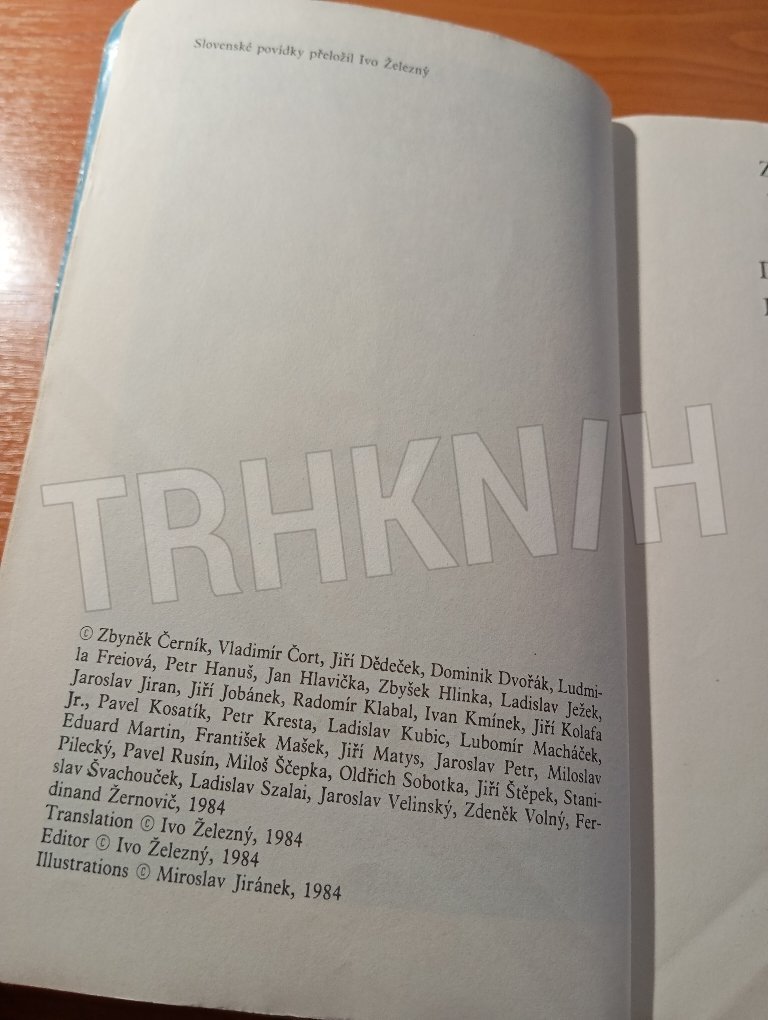 Slovenské povídky přeložil Ivo Železný
TRHKNIH
© Zbyněk Černík, Vladimír Čort, Jiří Dědeček, Dominik Dvořák, Ludmi-
la Freiová, Petr Hanuš, Jan Hlavička, Zbyšek Hlinka, Ladislav Ježek,
Jaroslav Jiran, Jiří Jobánek, Radomír Klabal, Ivan Kmínek, Jiří Kolafa
Jr., Pavel Kosatík, Petr Kresta, Ladislav Kubic, Lubomír Macháček,
Eduard Martin, František Mašek, Jiří Matys, Jaroslav Petr, Miloslav
Pilecký, Pavel Rusín, Miloš Ščepka, Oldřich Sobotka, Jiří Štěpek, Stani-
slav Švachouček, Ladislav Szalai, Jaroslav Velinský, Zdeněk Volný, Fer-
dinand Žernovič, 1984
Translation © Ivo Železný, 1984
Editor © Ivo Železný, 1984
Illustrations © Miroslav Jiránek, 1984